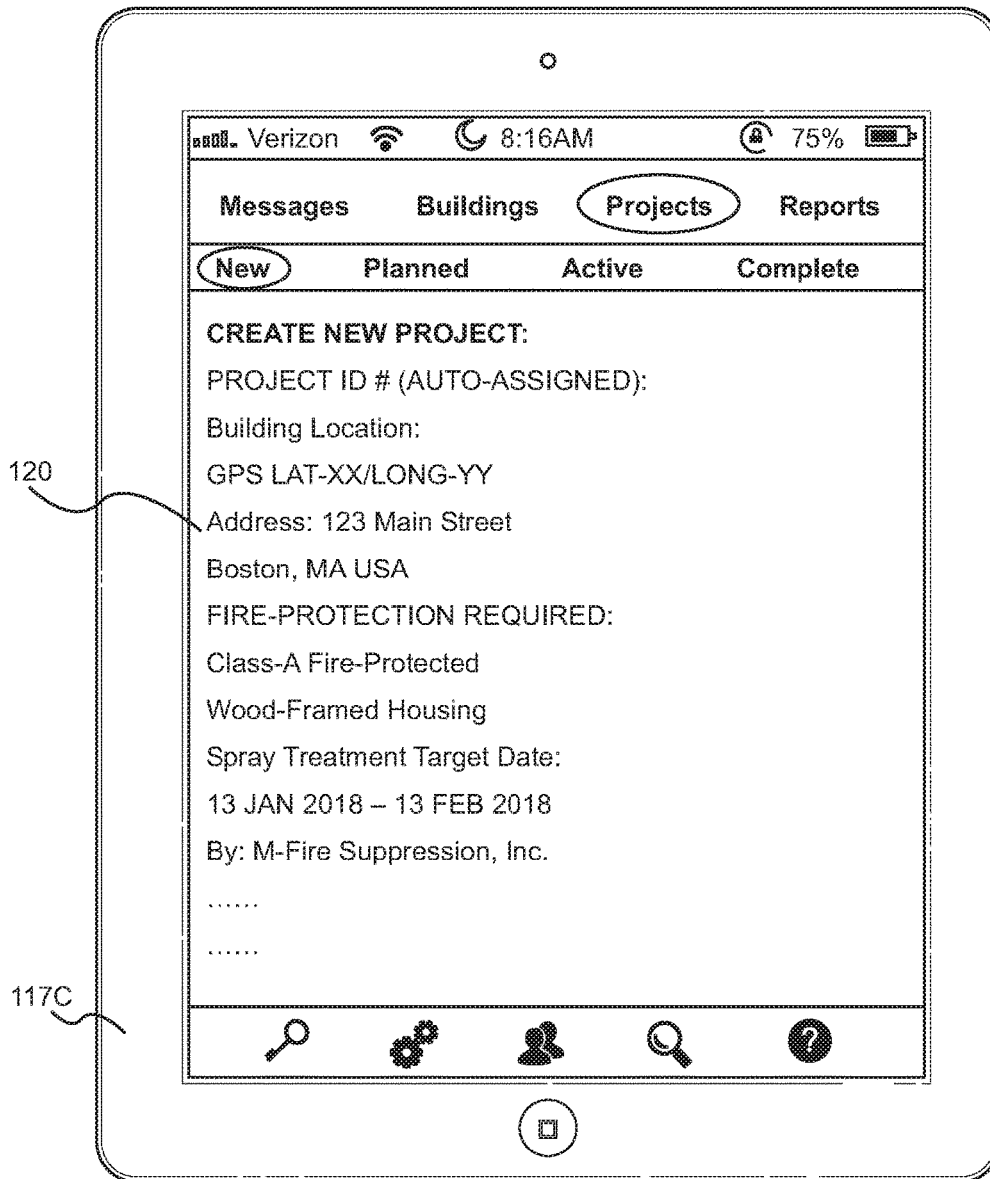 Verizon 8:16AM 75%
Messages Buildings Projects Reports
New Planned Active Complete
CREATE NEW PROJECT:
PROJECT ID # (AUTO-ASSIGNED):
Building Location:
GPS LAT-XX/LONG-YY
120
Address: 123 Main Street
Boston, MA USA
FIRE-PROTECTION REQUIRED:
Class-A Fire-Protected
Wood-Framed Housing
Spray Treatment Target Date:
13 JAN 2018 – 13 FEB 2018
By: M-Fire Suppression, Inc.
......
......
117C
?